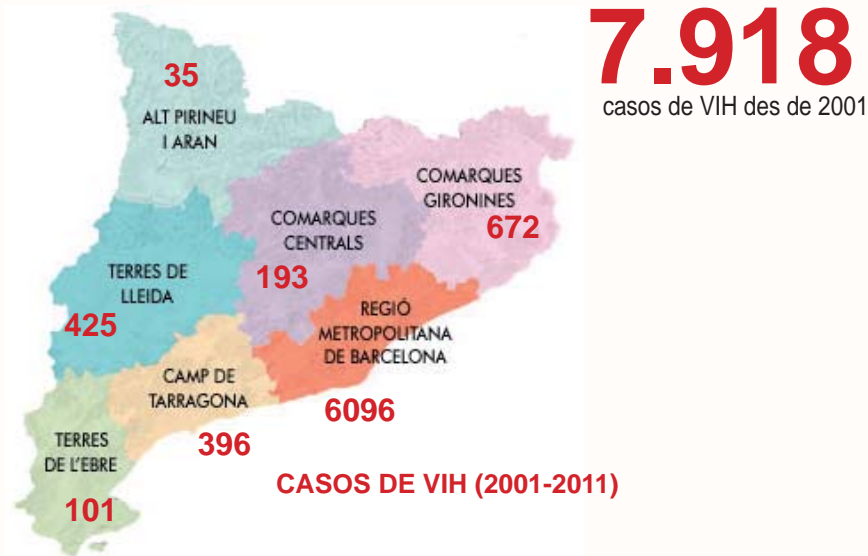 7.918
casos de VIH des de 2001
35
ALT PIRINEU
I ARAN
COMARQUES
GIRONINES
672
COMARQUES
CENTRALS
193
TERRES DE
LLEIDA
425
REGIÓ
METROPOLITANA
DE BARCELONA
6096
CAMP DE
TARRAGONA
396
TERRES
DE L'EBRE
101
CASOS DE VIH (2001-2011)